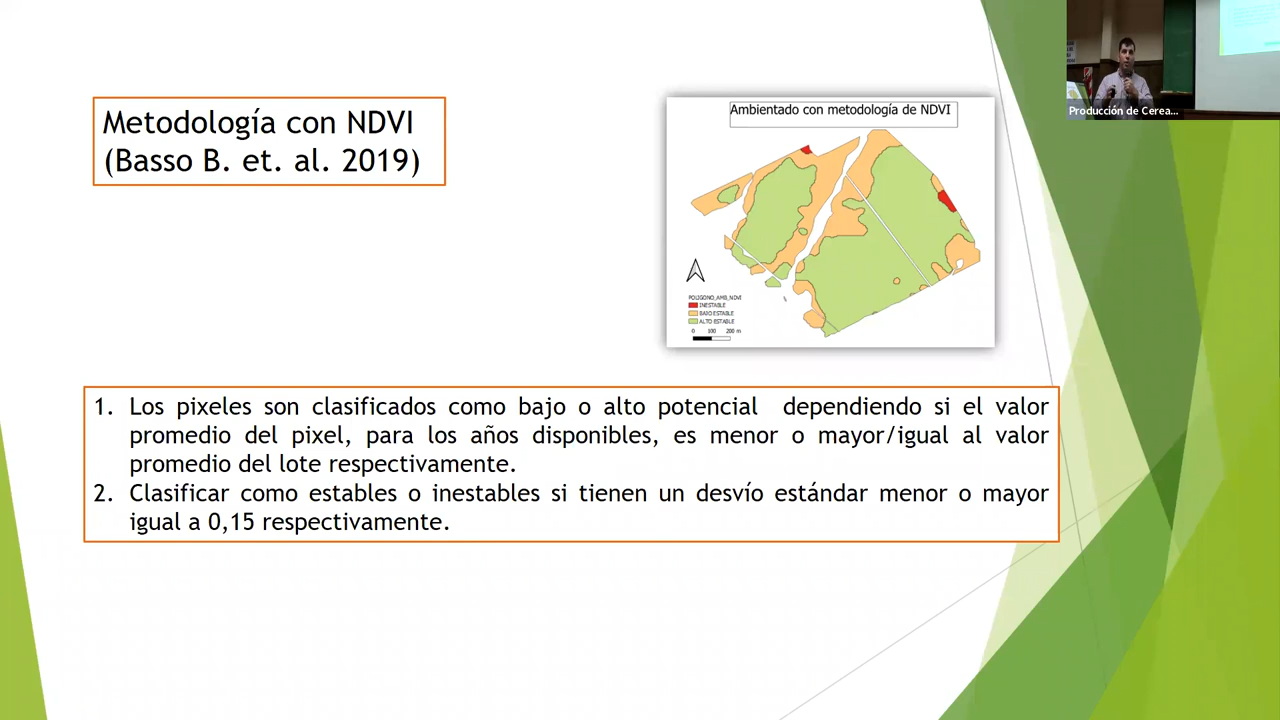 Metodología con NDVI
(Basso B. et. al. 2019)
Ambientado con metodología de NDVI
POLIGONO_AMB_NDVI
INESTABLE
BAJO ESTABLE
ALTO ESTABLE
0 100 200 m
Producción de Cerea...
1. Los pixeles son clasificados como bajo o alto potencial dependiendo si el valor
promedio del pixel, para los años disponibles, es menor o mayor/igual al valor
promedio del lote respectivamente.
2. Clasificar como estables o inestables si tienen un desvío estándar menor o mayor
igual a 0,15 respectivamente.